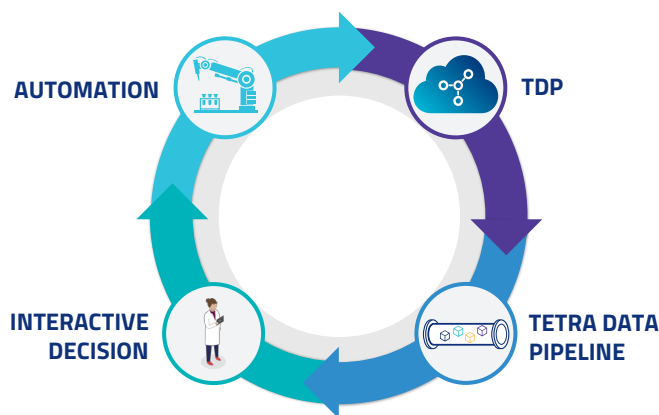 AUTOMATION
TDP
INTERACTIVE
DECISION
TETRA DATA
PIPELINE